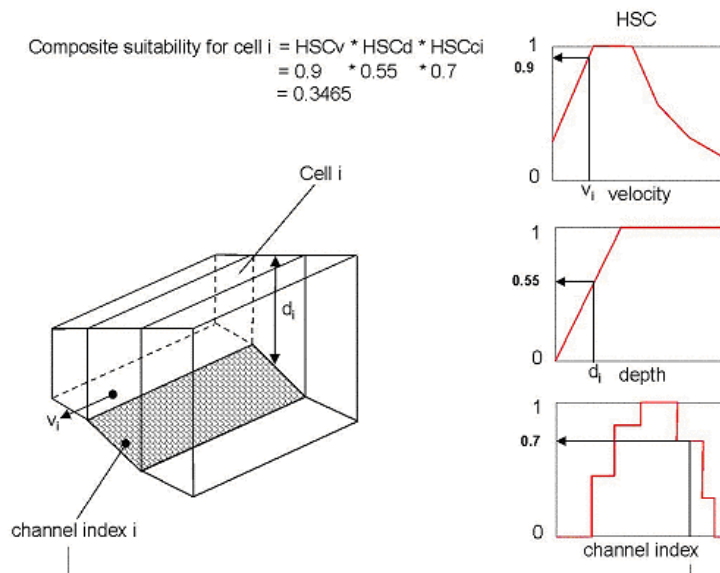 HSC
Composite suitability for cell i = HSCv * HSCd * HSCci
= 0.9 * 0.55 * 0.7
= 0.3465
1
0.9
0
vi velocity
Cell i
di
vi
channel index i
1
0.55
0
di depth
1
0.7
0
channel index